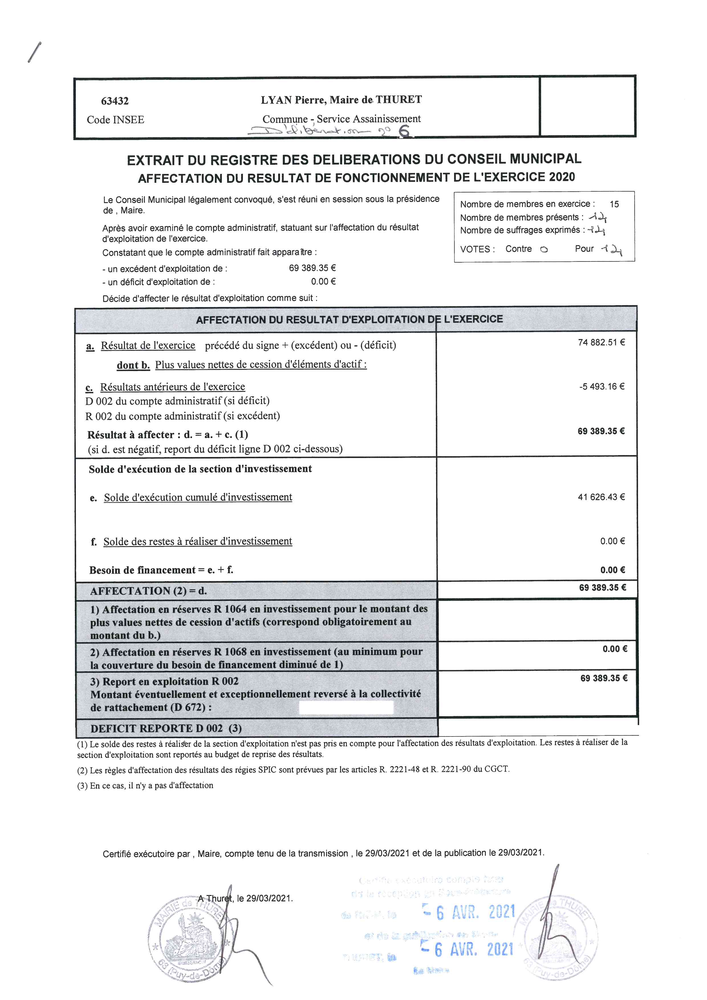 63432
LYAN Pierre, Maire de THURET
Code INSEE
Commune - Service Assainissement
Délibération n° 6
EXTRAIT DU REGISTRE DES DELIBERATIONS DU CONSEIL MUNICIPAL
AFFECTATION DU RESULTAT DE FONCTIONNEMENT DE L'EXERCICE 2020
Le Conseil Municipal légalement convoqué, s'est réuni en session sous la présidence
de , Maire.
Après avoir examiné le compte administratif, statuant sur l'affectation du résultat
d'exploitation de l'exercice.
Constatant que le compte administratif fait apparaître :
- un excédent d'exploitation de : 69 389.35 €
- un déficit d'exploitation de : 0.00 €
Décide d'affecter le résultat d'exploitation comme suit :
Nombre de membres en exercice : 15
Nombre de membres présents : 14
Nombre de suffrages exprimés : 14
VOTES : Contre 0 Pour 14
AFFECTATION DU RESULTAT D'EXPLOITATION DE L'EXERCICE
a. Résultat de l'exercice précédé du signe + (excédent) ou - (déficit) 74 882.51 €
dont b. Plus values nettes de cession d'éléments d'actif :
c. Résultats antérieurs de l'exercice -5 493.16 €
D 002 du compte administratif (si déficit)
R 002 du compte administratif (si excédent)
Résultat à affecter : d. = a. + c. (1) 69 389.35 €
(si d. est négatif, report du déficit ligne D 002 ci-dessous)
Solde d'exécution de la section d'investissement
e. Solde d'exécution cumulé d'investissement 41 626.43 €
f. Solde des restes à réaliser d'investissement 0.00 €
Besoin de financement = e. + f. 0.00 €
AFFECTATION (2) = d. 69 389.35 €
1) Affectation en réserves R 1064 en investissement pour le montant des
plus values nettes de cession d'actifs (correspond obligatoirement au
montant du b.)
2) Affectation en réserves R 1068 en investissement (au minimum pour 0.00 €
la couverture du besoin de financement diminué de 1)
3) Report en exploitation R 002 69 389.35 €
Montant éventuellement et exceptionnellement reversé à la collectivité
de rattachement (D 672) :
DEFICIT REPORTE D 002 (3)
(1) Le solde des restes à réaliser de la section d'exploitation n'est pas pris en compte pour l'affectation des résultats d'exploitation. Les restes à réaliser de la
section d'exploitation sont reportés au budget de reprise des résultats.
(2) Les règles d'affectation des résultats des régies SPIC sont prévues par les articles R. 2221-48 et R. 2221-90 du CGCT.
(3) En ce cas, il n'y a pas d'affectation
Certifié exécutoire par , Maire, compte tenu de la transmission , le 29/03/2021 et de la publication le 29/03/2021.
A Thuret, le 29/03/2021.
Certifié exécutoire compte tenu
de la réception en Sous-Préfecture
de RIOM, le - 6 AVR. 2021
et de la publication en Mairie
THURET, le - 6 AVR. 2021
Le Maire
MAIRIE de THURET
63 (Puy-de-Dôme)
MAIRIE de THURET
63 (Puy-de-Dôme)